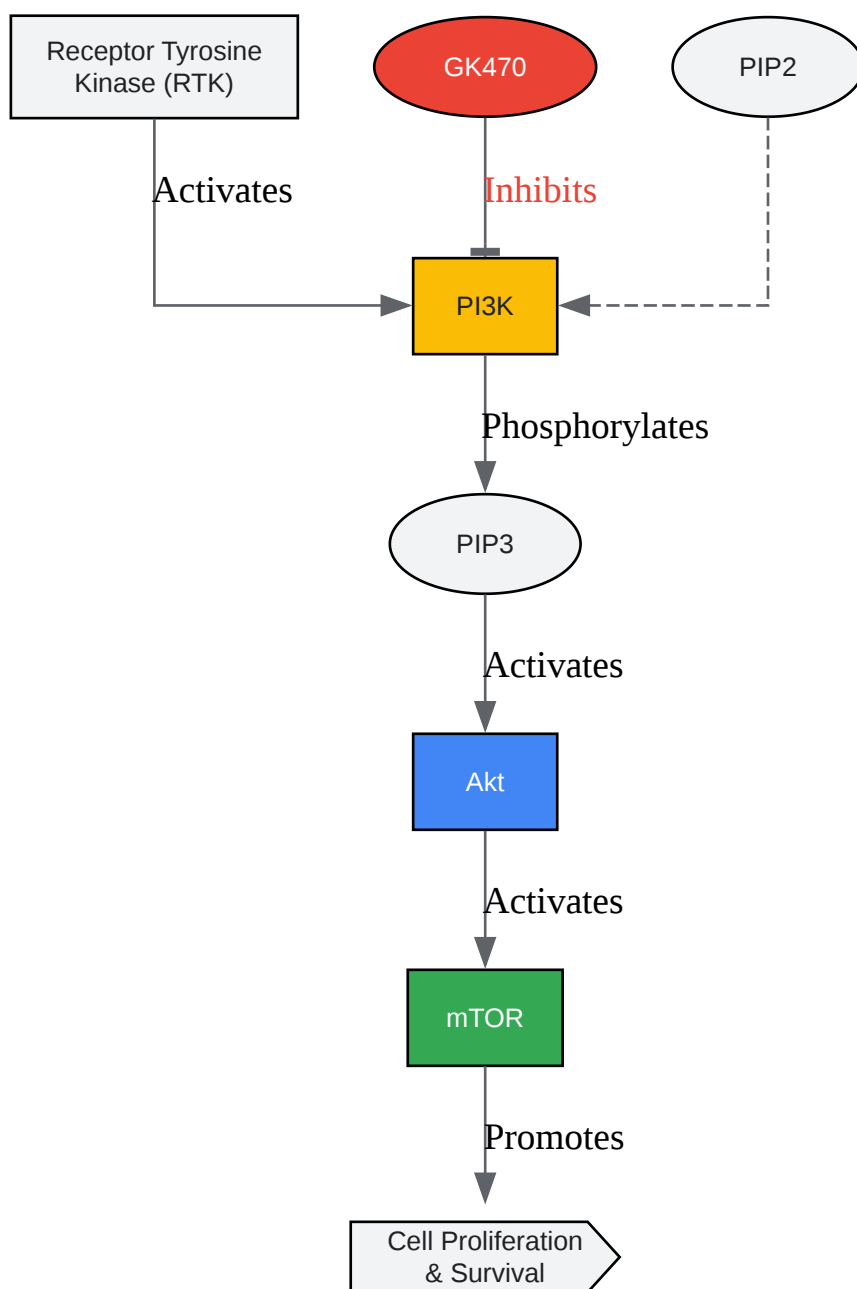 Receptor Tyrosine
Kinase (RTK)
GK470
PIP2
Activates
Inhibits
PI3K
Phosphorylates
PIP3
Activates
Akt
Activates
mTOR
Promotes
Cell Proliferation
& Survival